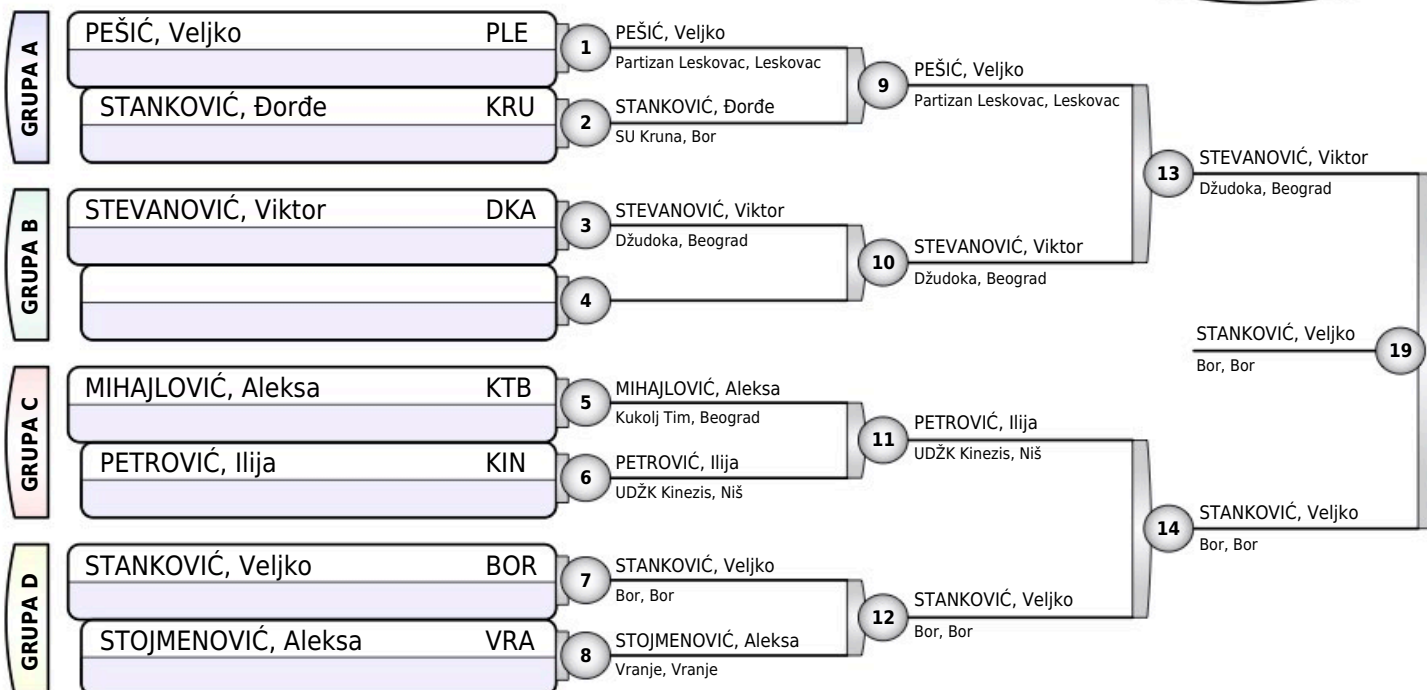 GRUPA A
PEŠIĆ, Veljko PLE
STANKOVIĆ, Đorđe KRU
GRUPA B
STEVANOVIĆ, Viktor DKA
GRUPA C
MIHAJLOVIĆ, Aleksa KTB
PETROVIĆ, Ilija KIN
GRUPA D
STANKOVIĆ, Veljko BOR
STOJMENOVIĆ, Aleksa VRA
1
PEŠIĆ, Veljko
Partizan Leskovac, Leskovac
2
STANKOVIĆ, Đorđe
SU Kruna, Bor
3
STEVANOVIĆ, Viktor
Džudoka, Beograd
4
5
MIHAJLOVIĆ, Aleksa
Kukolj Tim, Beograd
6
PETROVIĆ, Ilija
UDŽK Kinezis, Niš
7
STANKOVIĆ, Veljko
Bor, Bor
8
STOJMENOVIĆ, Aleksa
Vranje, Vranje
9
PEŠIĆ, Veljko
Partizan Leskovac, Leskovac
10
STEVANOVIĆ, Viktor
Džudoka, Beograd
11
PETROVIĆ, Ilija
UDŽK Kinezis, Niš
12
STANKOVIĆ, Veljko
Bor, Bor
13
STEVANOVIĆ, Viktor
Džudoka, Beograd
14
STANKOVIĆ, Veljko
Bor, Bor
STANKOVIĆ, Veljko
Bor, Bor
19